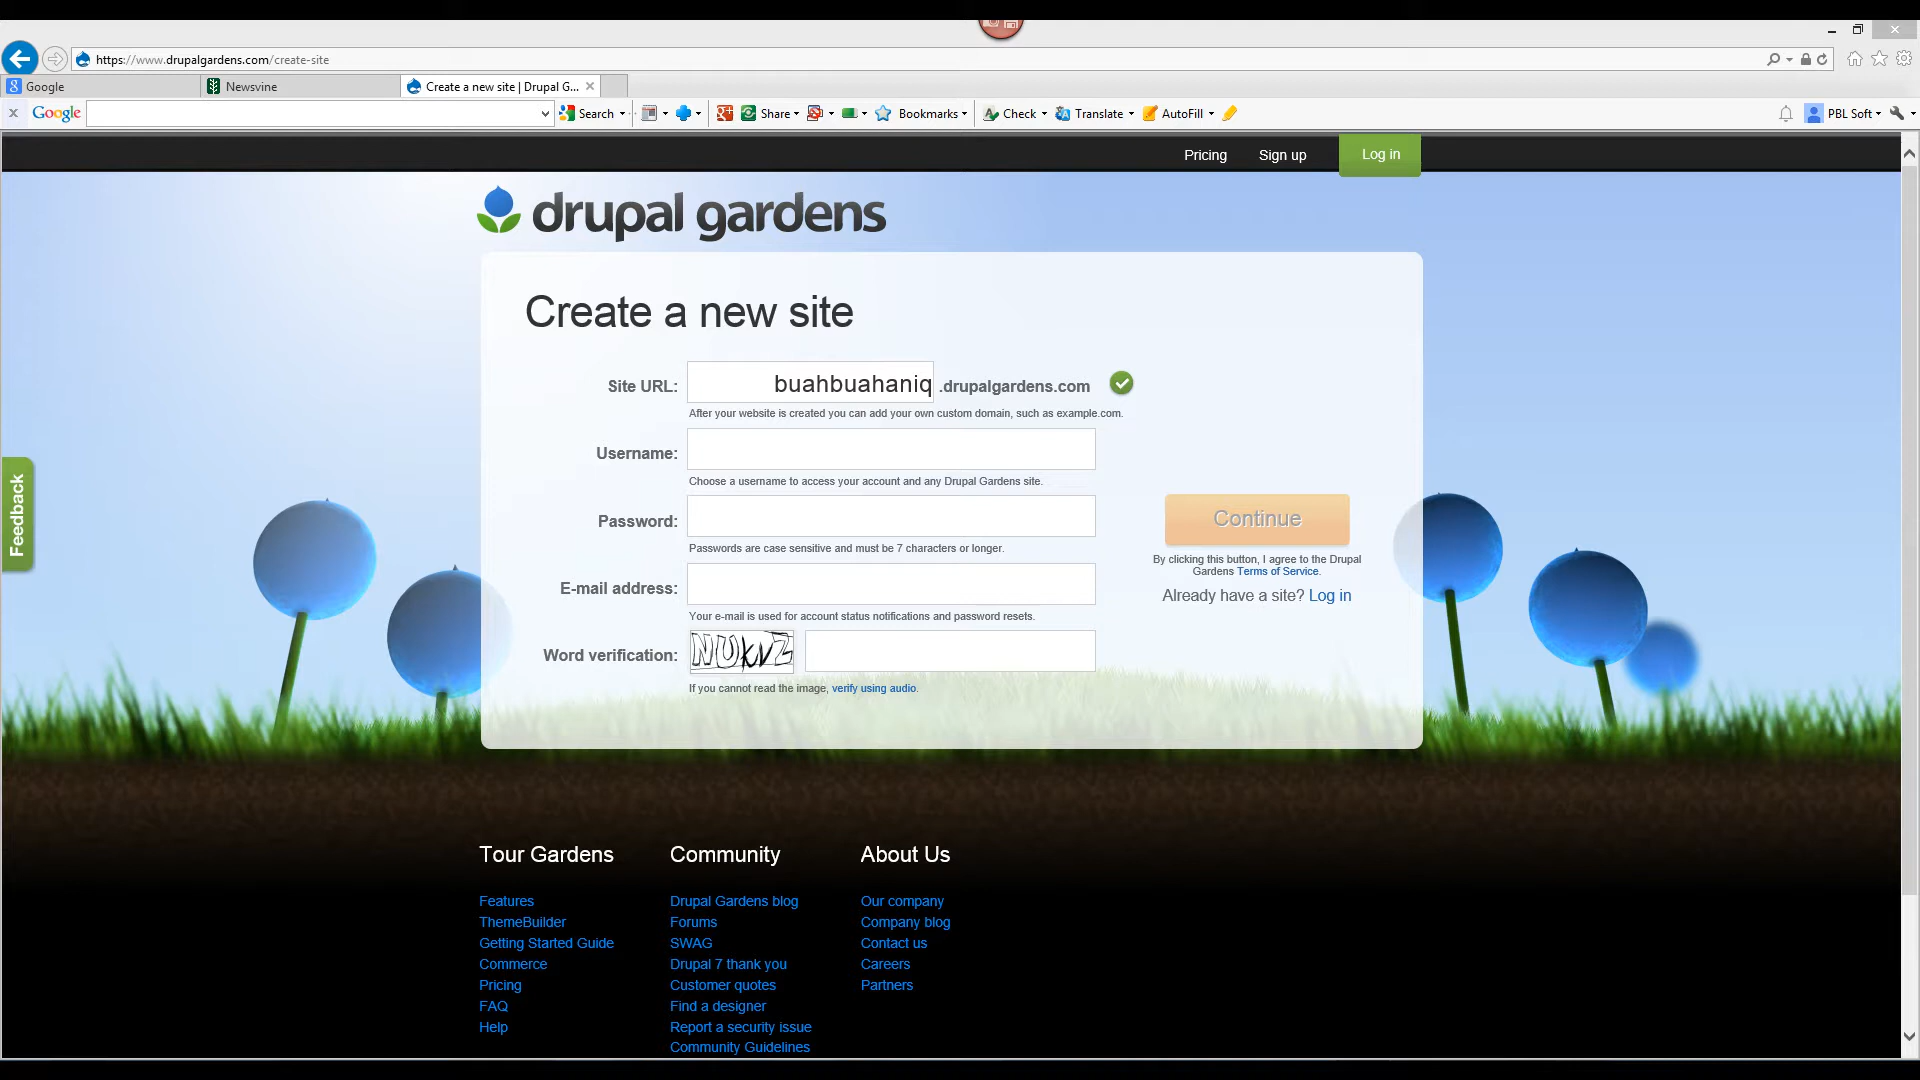 https://www.drupalgardens.com/create-site
Google
Newsvine
Create a new site | Drupal G...
Google
Search
Share
Bookmarks
Check
Translate
AutoFill
PBL Soft
Pricing
Sign up
Log in
drupal gardens
Create a new site
Site URL:
buahbuahaniq
.drupalgardens.com
After your website is created you can add your own custom domain, such as example.com.
Username:
Choose a username to access your account and any Drupal Gardens site.
Password:
Passwords are case sensitive and must be 7 characters or longer.
E-mail address:
Your e-mail is used for account status notifications and password resets.
Word verification:
NUKVZ
If you cannot read the image, verify using audio.
Continue
By clicking this button, I agree to the Drupal
Gardens Terms of Service.
Already have a site? Log in
Feedback
Tour Gardens
Features
ThemeBuilder
Getting Started Guide
Commerce
Pricing
FAQ
Help
Community
Drupal Gardens blog
Forums
SWAG
Drupal 7 thank you
Customer quotes
Find a designer
Report a security issue
Community Guidelines
About Us
Our company
Company blog
Contact us
Careers
Partners